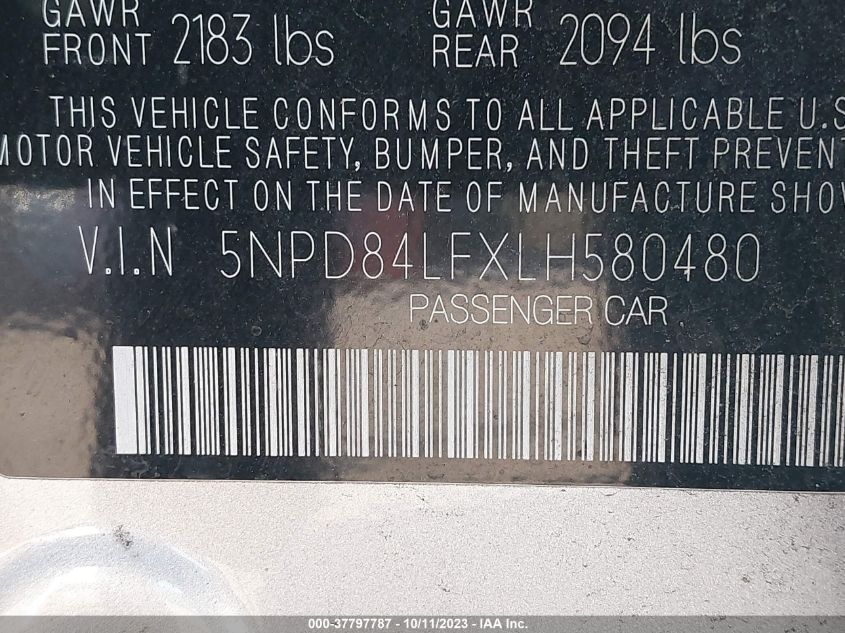 GAWR FRONT 2183 lbs GAWR REAR 2094 lbs
THIS VEHICLE CONFORMS TO ALL APPLICABLE U.S
MOTOR VEHICLE SAFETY, BUMPER, AND THEFT PREVENT
IN EFFECT ON THE DATE OF MANUFACTURE SHO
V.I.N 5NPD84LFXLH580480
PASSENGER CAR
000-37797787 - 10/11/2023 - IAA, Inc.